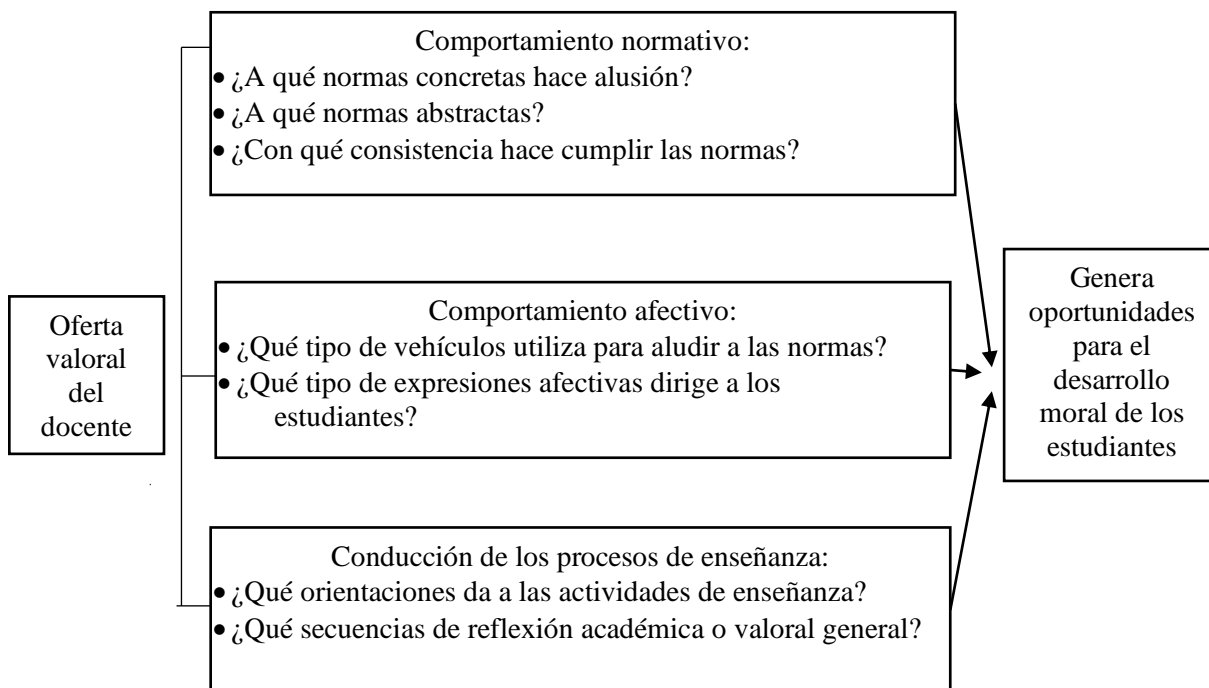 Comportamiento normativo:
• ¿A qué normas concretas hace alusión?
• ¿A qué normas abstractas?
• ¿Con qué consistencia hace cumplir las normas?
Oferta
valoral
del
docente
Comportamiento afectivo:
• ¿Qué tipo de vehículos utiliza para aludir a las normas?
• ¿Qué tipo de expresiones afectivas dirige a los
estudiantes?
Conducción de los procesos de enseñanza:
• ¿Qué orientaciones da a las actividades de enseñanza?
• ¿Qué secuencias de reflexión académica o valoral general?
Genera
oportunidades
para el
desarrollo
moral de los
estudiantes